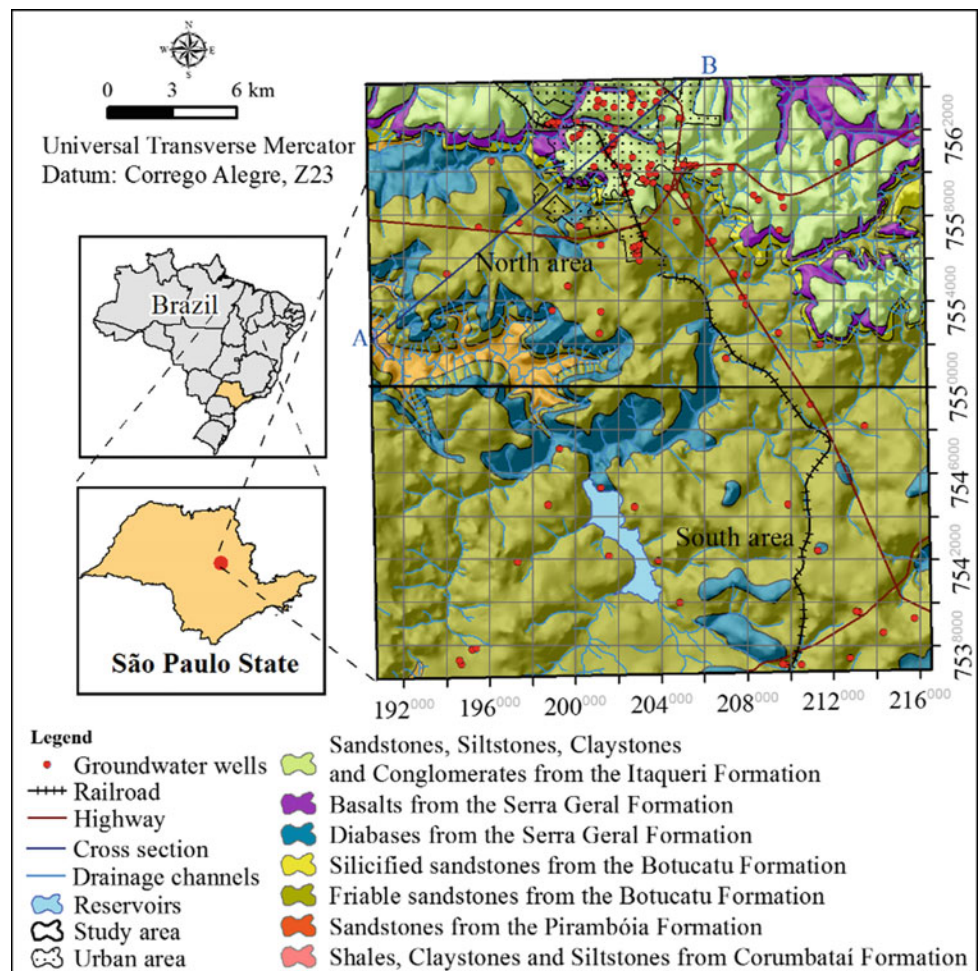 N
W E
S
0 3 6 km
Universal Transverse Mercator
Datum: Corrego Alegre, Z23
Brazil
São Paulo State
B
A
North area
South area
7562000
7558000
7554000
7550000
7546000
7542000
7538000
192000 196000 200000 204000 208000 212000 216000
Legend
Groundwater wells
Railroad
Highway
Cross section
Drainage channels
Reservoirs
Study area
Urban area
Sandstones, Siltstones, Claystones
and Conglomerates from the Itaqueri Formation
Basalts from the Serra Geral Formation
Diabases from the Serra Geral Formation
Silicified sandstones from the Botucatu Formation
Friable sandstones from the Botucatu Formation
Sandstones from the Pirambóia Formation
Shales, Claystones and Siltstones from Corumbataí Formation